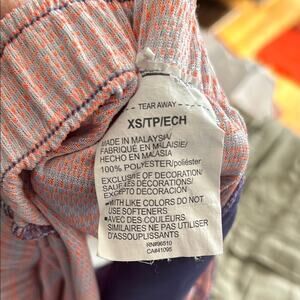 - TEAR AWAY -
XS/TP/ECH
MADE IN MALAYSIA/
FABRIQUÉ EN MALAISIE/
HECHO EN MALASIA
100% POLYESTER/poliéster
EXCLUSIVE OF DECORATION/
SAUF LES DÉCORATIONS/
EXCEPTO DECORACIÓN
•WITH LIKE COLORS DO NOT
USE SOFTENERS
•AVEC DES COULEURS
SIMILAIRES NE PAS UTILISER
D'ASSOUPLISSANTS
RN#96510
CA#41095